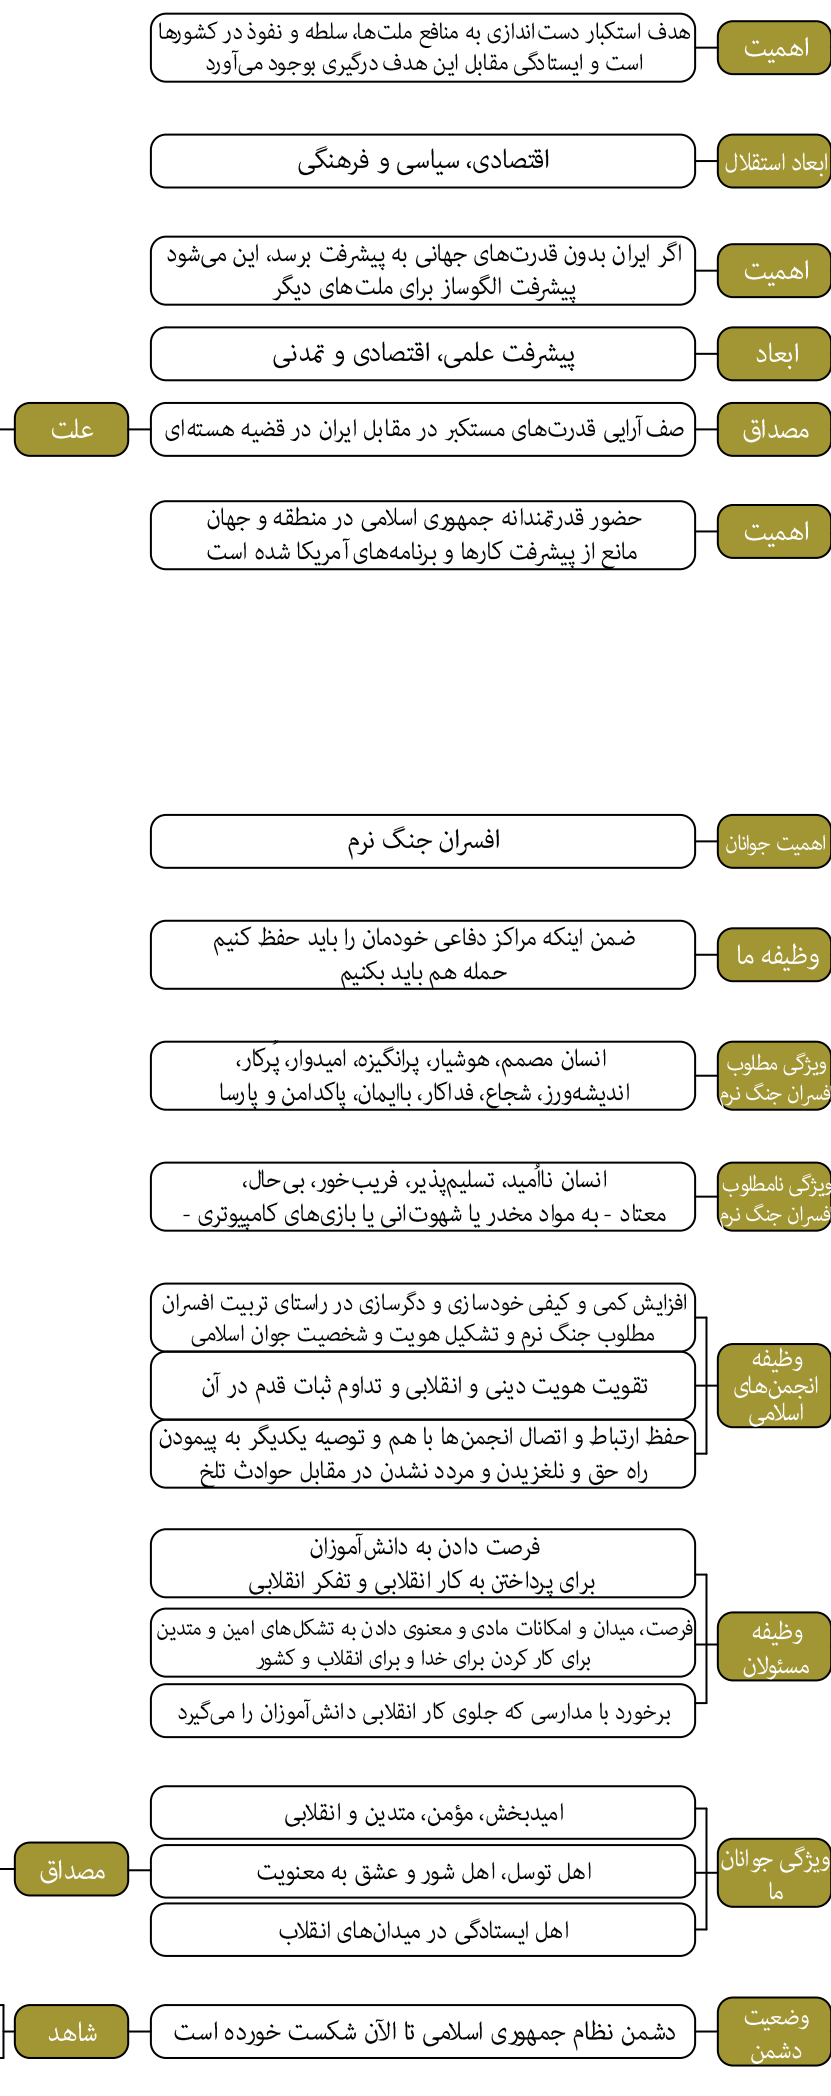 اهمیت
هدف استکبار دست‌اندازی به منافع ملت‌ها، سلطه و نفوذ در کشورها
است و ایستادگی مقابل این هدف درگیری بوجود می‌آورد
ابعاد استقلال
اقتصادی، سیاسی و فرهنگی
اهمیت
اگر ایران بدون قدرت‌های جهانی به پیشرفت برسد، این می‌شود
پیشرفت الگوساز برای ملت‌های دیگر
ابعاد
پیشرفت علمی، اقتصادی و تمدنی
مصداق
صف‌آرایی قدرت‌های مستکبر در مقابل ایران در قضیه هسته‌ای
علت
اهمیت
حضور قدرتمندانه جمهوری اسلامی در منطقه و جهان
مانع از پیشرفت کارها و برنامه‌های آمریکا شده است
اهمیت جوانان
افسران جنگ نرم
وظیفه ما
ضمن اینکه مراکز دفاعی خودمان را باید حفظ کنیم
حمله هم باید بکنیم
ویژگی مطلوب
افسران جنگ نرم
انسان مصمم، هوشیار، پرانگیزه، امیدوار، پُرکار،
اندیشه‌ورز، شجاع، فداکار، باایمان، پاکدامن و پارسا
ویژگی نامطلوب
افسران جنگ نرم
انسان نااُمید، تسلیم‌پذیر، فریب‌خور، بی‌حال،
معتاد - به مواد مخدر یا شهوت‌انی یا بازی‌های کامپیوتری -
وظیفه
انجمن‌های
اسلامی
افزایش کمی و کیفی خودسازی و دگرسازی در راستای تربیت افسران
مطلوب جنگ نرم و تشکیل هویت و شخصیت جوان اسلامی
تقویت هویت دینی و انقلابی و تداوم ثبات قدم در آن
حفظ ارتباط و اتصال انجمن‌ها با هم و توصیه یکدیگر به پیمودن
راه حق و نلغزیدن و مردد نشدن در مقابل حوادث تلخ
وظیفه
مسئولان
فرصت دادن به دانش‌آموزان
برای پرداختن به کار انقلابی و تفکر انقلابی
فرصت، میدان و امکانات مادی و معنوی دادن به تشکل‌های امین و متدین
برای کار کردن برای خدا و برای انقلاب و کشور
برخورد با مدارسی که جلوی کار انقلابی دانش‌آموزان را می‌گیرد
ویژگی جوانان
ما
امیدبخش، مؤمن، متدین و انقلابی
اهل توسل، اهل شور و عشق به معنویت
اهل ایستادگی در میدان‌های انقلاب
مصداق
وضعیت
دشمن
دشمن نظام جمهوری اسلامی تا الآن شکست خورده است
شاهد